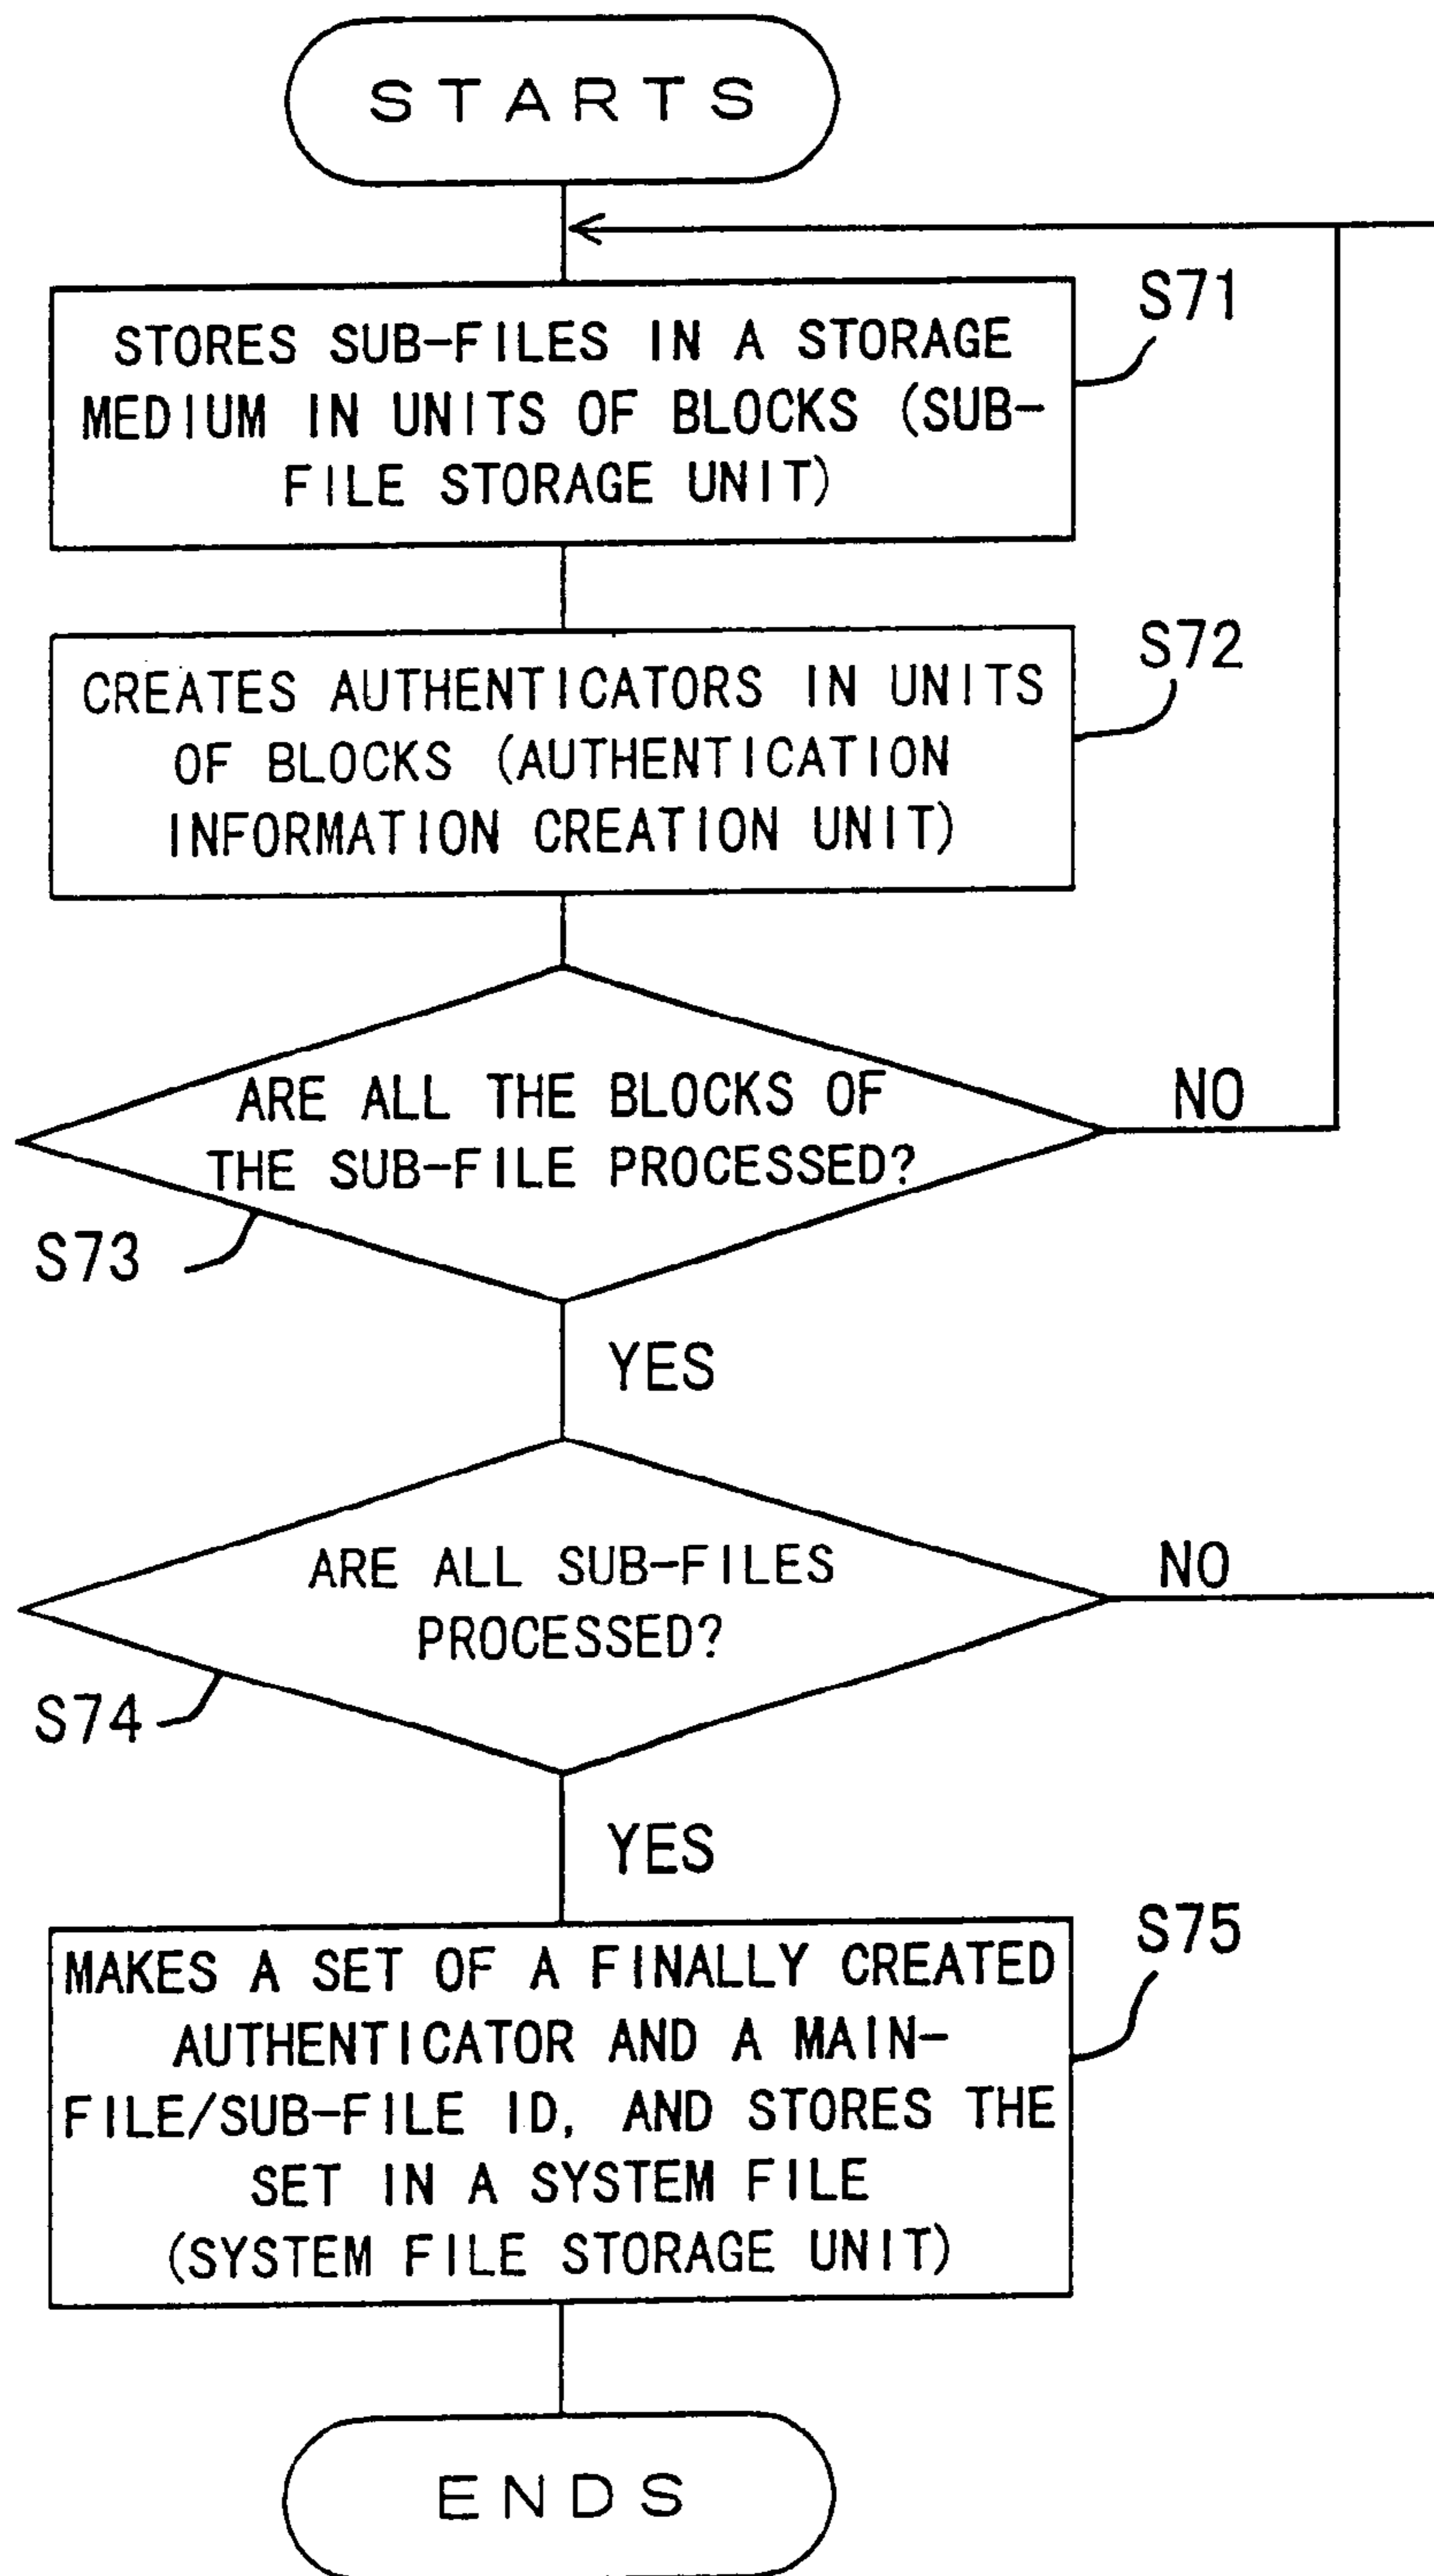 STARTS
STORES SUB-FILES IN A STORAGE
MEDIUM IN UNITS OF BLOCKS (SUB-
FILE STORAGE UNIT)
S71
CREATES AUTHENTICATORS IN UNITS
OF BLOCKS (AUTHENTICATION
INFORMATION CREATION UNIT)
S72
ARE ALL THE BLOCKS OF
THE SUB-FILE PROCESSED?
NO
S73
YES
ARE ALL SUB-FILES
PROCESSED?
NO
S74
YES
MAKES A SET OF A FINALLY CREATED
AUTHENTICATOR AND A MAIN-
FILE/SUB-FILE ID, AND STORES THE
SET IN A SYSTEM FILE
(SYSTEM FILE STORAGE UNIT)
S75
ENDS